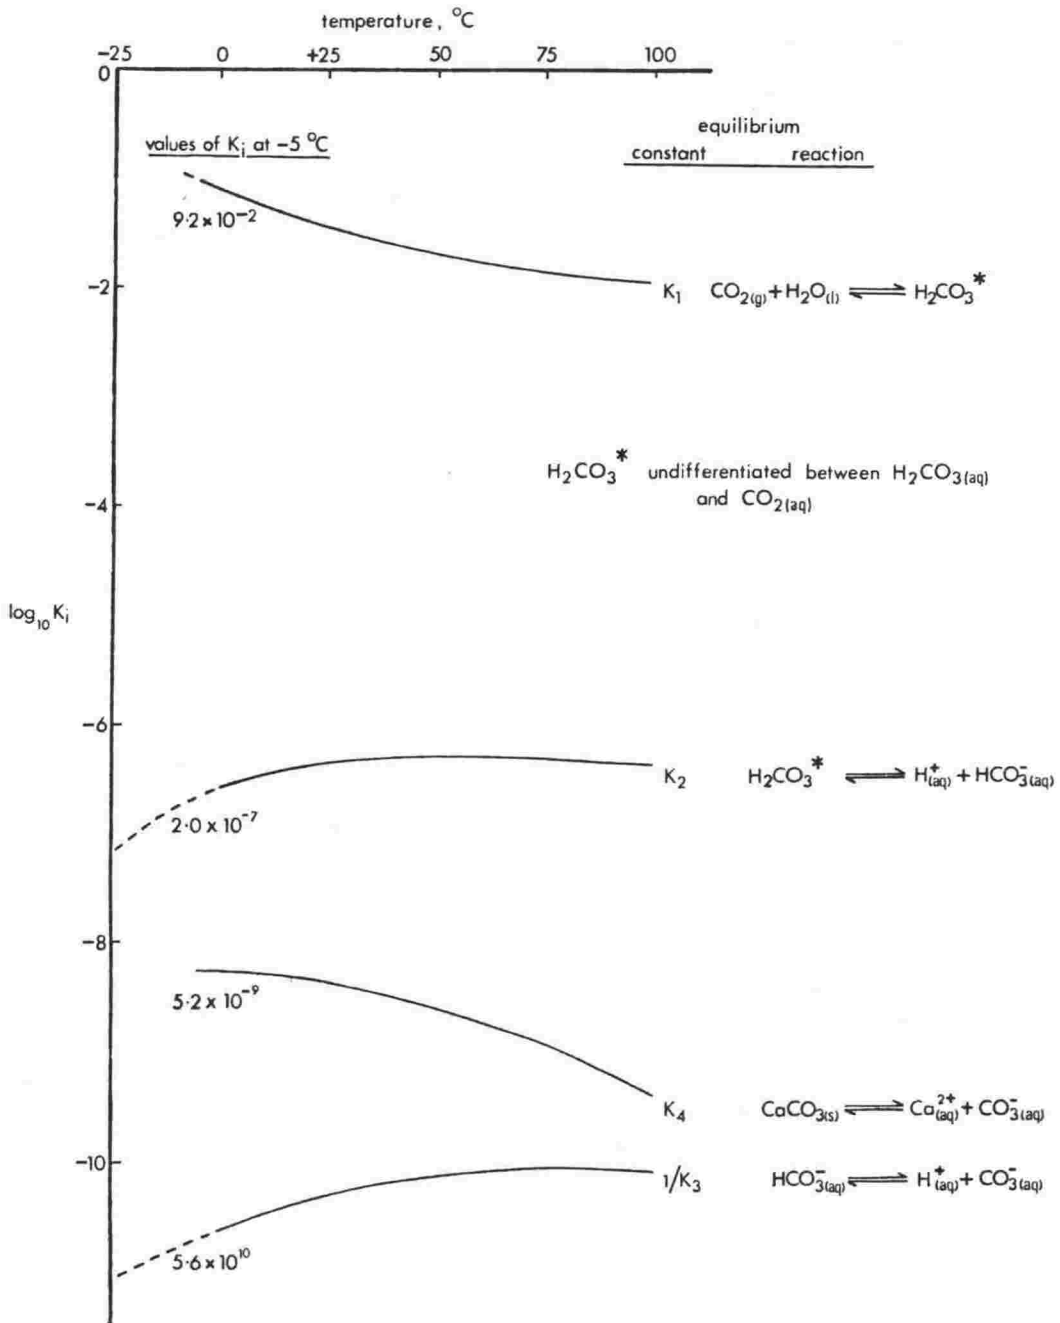 temperature, °C
-25 0 +25 50 75 100
0
values of Kᵢ at -5 °C
equilibrium
constant reaction
9·2 x 10⁻²
-2
K₁ CO₂(g) + H₂O(l) ⇌ H₂CO₃*
H₂CO₃* undifferentiated between H₂CO₃(aq)
and CO₂(aq)
-4
log₁₀Kᵢ
-6
K₂ H₂CO₃* ⇌ H⁺(aq) + HCO₃⁻(aq)
2·0 x 10⁻⁷
-8
5·2 x 10⁻⁹
K₄ CaCO₃(s) ⇌ Ca²⁺(aq) + CO₃⁻(aq)
-10
1/K₃ HCO₃⁻(aq) ⇌ H⁺(aq) + CO₃⁻(aq)
5·6 x 10¹⁰